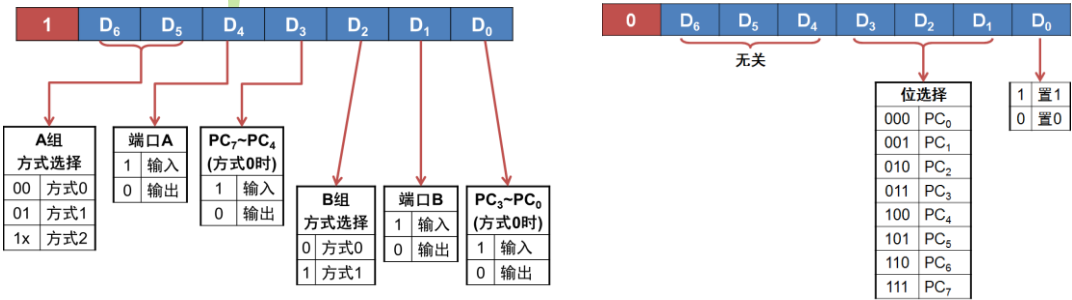 1 D₆ D₅ D₄ D₃ D₂ D₁ D₀
A组
方式选择
00 方式0
01 方式1
1x 方式2
端口A
1 输入
0 输出
PC₇~PC₄
(方式0时)
1 输入
0 输出
B组
方式选择
0 方式0
1 方式1
端口B
1 输入
0 输出
PC₃~PC₀
(方式0时)
1 输入
0 输出
0 D₆ D₅ D₄ D₃ D₂ D₁ D₀
无关
位选择
000 PC₀
001 PC₁
010 PC₂
011 PC₃
100 PC₄
101 PC₅
110 PC₆
111 PC₇
1 置1
0 置0